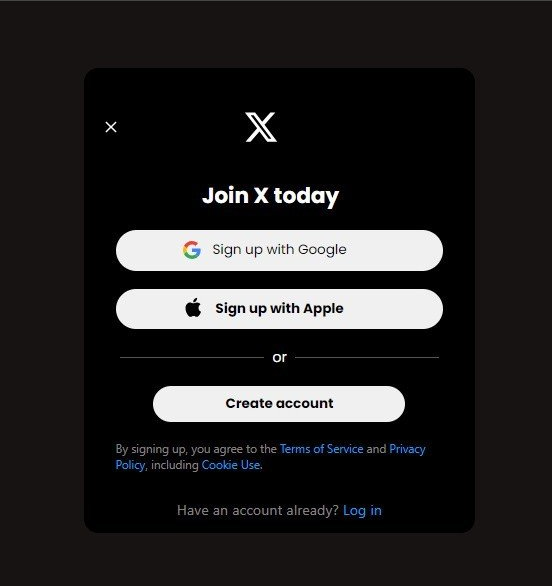 Join X today
Sign up with Google
Sign up with Apple
or
Create account
By signing up, you agree to the Terms of Service and Privacy
Policy, including Cookie Use.
Have an account already? Log in